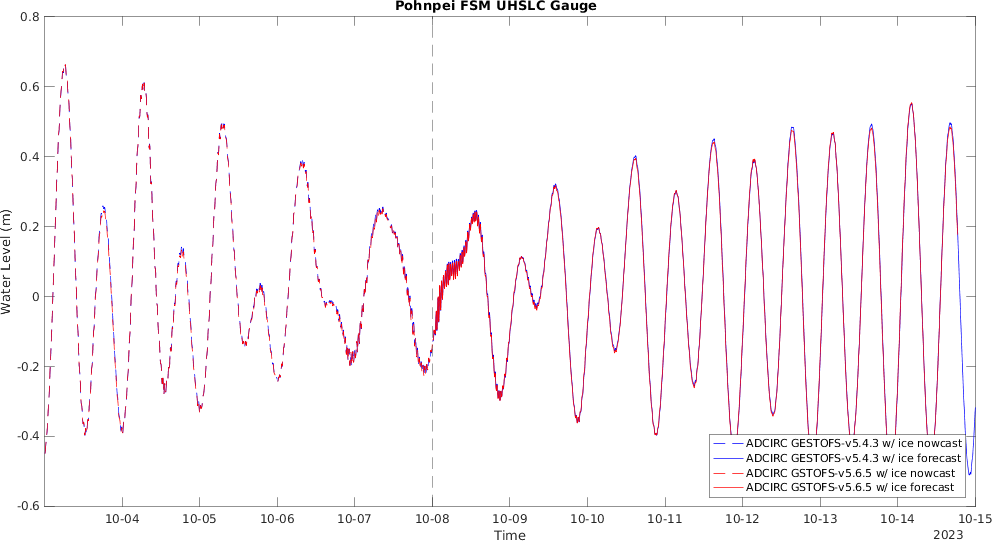 Pohnpei FSM UHSLC Gauge
Water Level (m)
0.8
0.6
0.4
0.2
0
-0.2
-0.4
-0.6
ADCIRC GESTOFS-v5.4.3 w/ ice nowcast
ADCIRC GESTOFS-v5.4.3 w/ ice forecast
ADCIRC GSTOFS-v5.6.5 w/ ice nowcast
ADCIRC GSTOFS-v5.6.5 w/ ice forecast
10-04 10-05 10-06 10-07 10-08 10-09 10-10 10-11 10-12 10-13 10-14 10-15
Time 2023